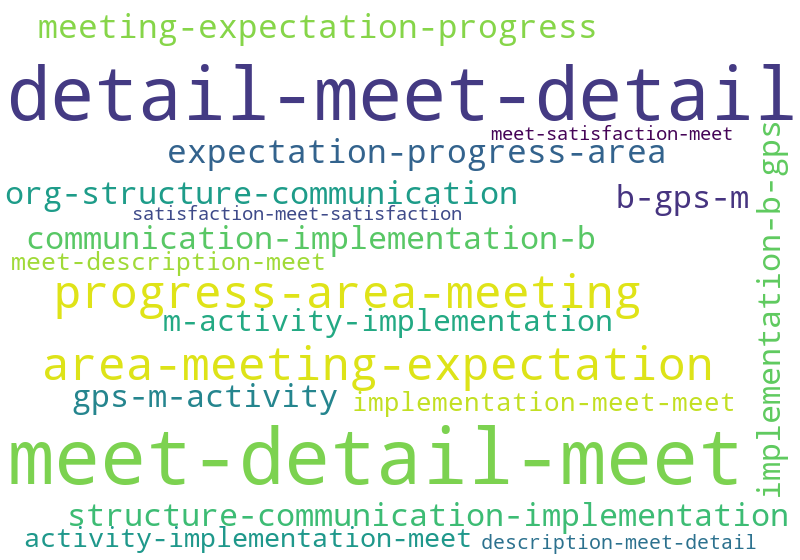 meeting-expectation-progress
detail-meet-detail
meet-satisfaction-meet
expectation-progress-area
org-structure-communication
b-gps-m
satisfaction-meet-satisfaction
communication-implementation-b
meet-description-meet
progress-area-meeting
m-activity-implementation
area-meeting-expectation
gps-m-activity
implementation-meet-meet
meet-detail-meet
structure-communication-implementation
activity-implementation-meet
description-meet-detail
implementation-b-gps